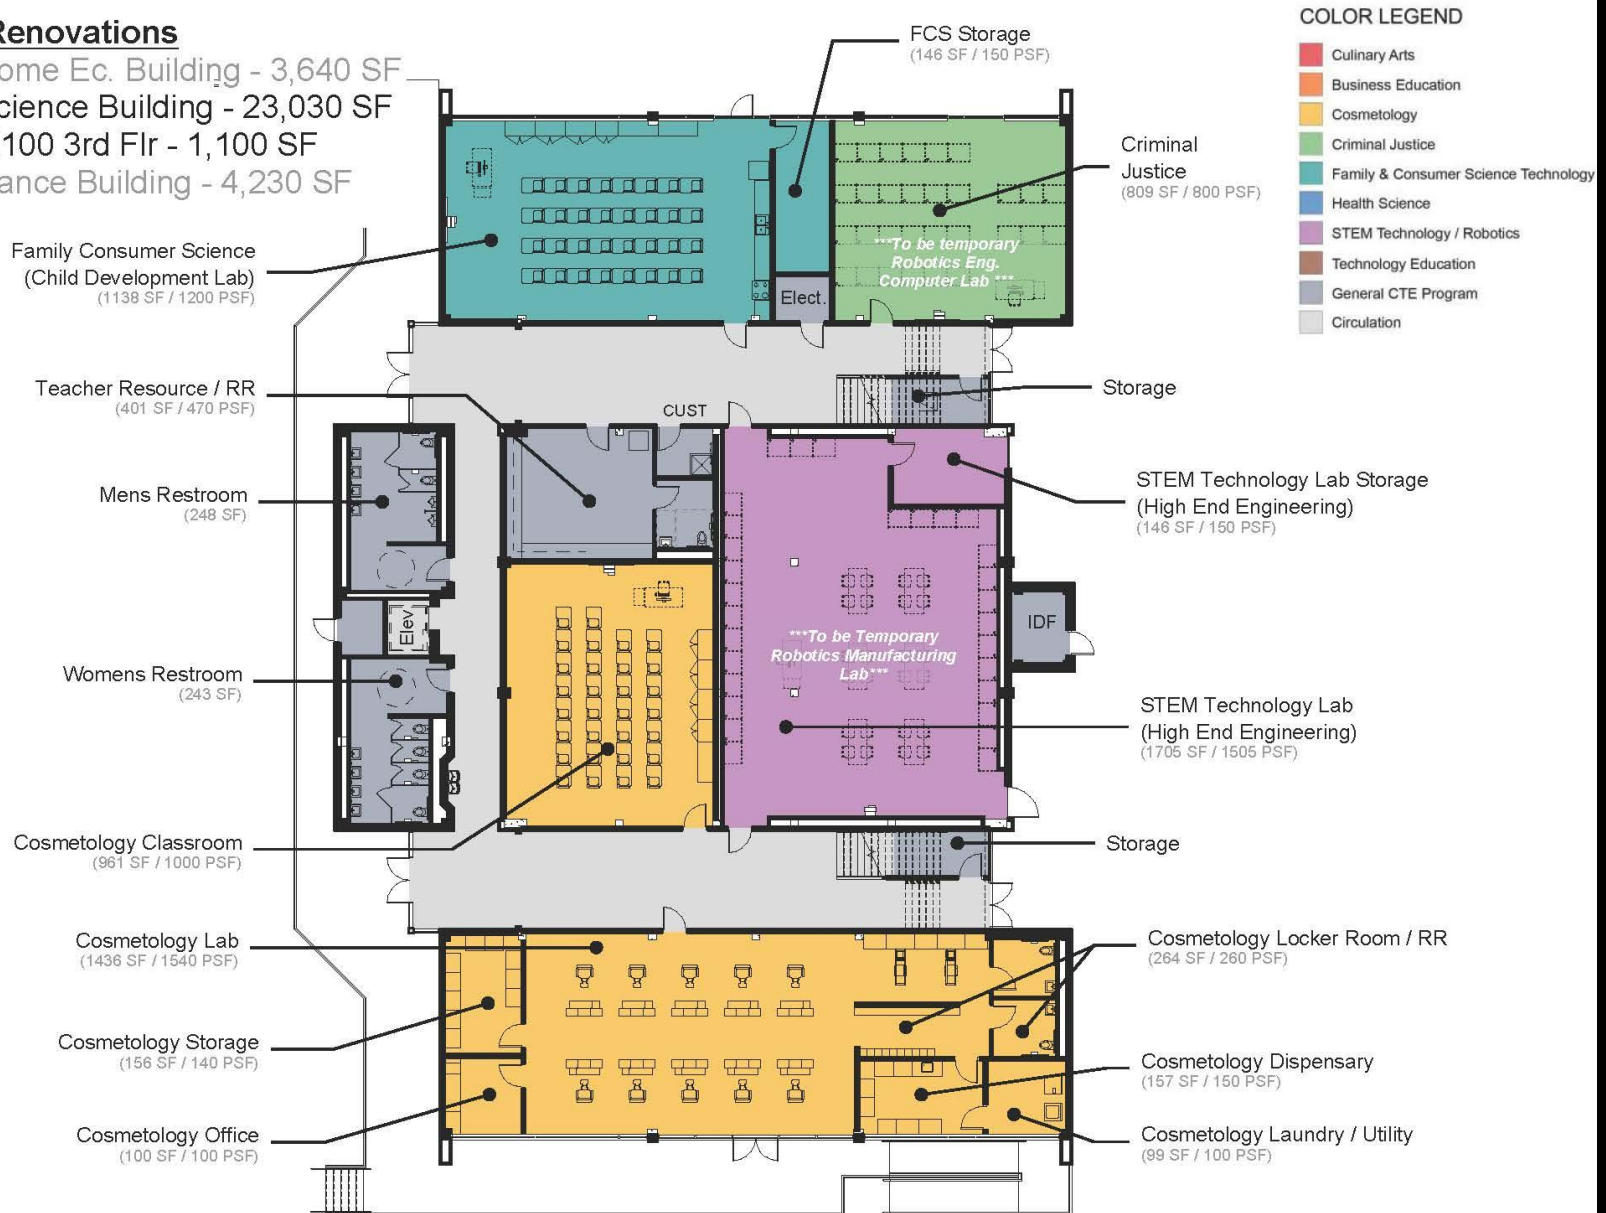 Renovations
ome Ec. Building - 3,640 SF
cience Building - 23,030 SF
100 3rd Flr - 1,100 SF
ance Building - 4,230 SF
COLOR LEGEND
Culinary Arts
Business Education
Cosmetology
Criminal Justice
Family & Consumer Science Technology
Health Science
STEM Technology / Robotics
Technology Education
General CTE Program
Circulation
FCS Storage
(146 SF / 150 PSF)
Criminal
Justice
(809 SF / 800 PSF)
Family Consumer Science
(Child Development Lab)
(1138 SF / 1200 PSF)
***To be temporary
Robotics Eng.
Computer Lab ***
Elect.
Teacher Resource / RR
(401 SF / 470 PSF)
CUST
Storage
Mens Restroom
(248 SF)
STEM Technology Lab Storage
(High End Engineering)
(146 SF / 150 PSF)
Elev
IDF
***To be Temporary
Robotics Manufacturing
Lab***
Womens Restroom
(243 SF)
STEM Technology Lab
(High End Engineering)
(1705 SF / 1505 PSF)
Cosmetology Classroom
(961 SF / 1000 PSF)
Storage
Cosmetology Lab
(1436 SF / 1540 PSF)
Cosmetology Locker Room / RR
(264 SF / 260 PSF)
Cosmetology Storage
(156 SF / 140 PSF)
Cosmetology Dispensary
(157 SF / 150 PSF)
Cosmetology Office
(100 SF / 100 PSF)
Cosmetology Laundry / Utility
(99 SF / 100 PSF)